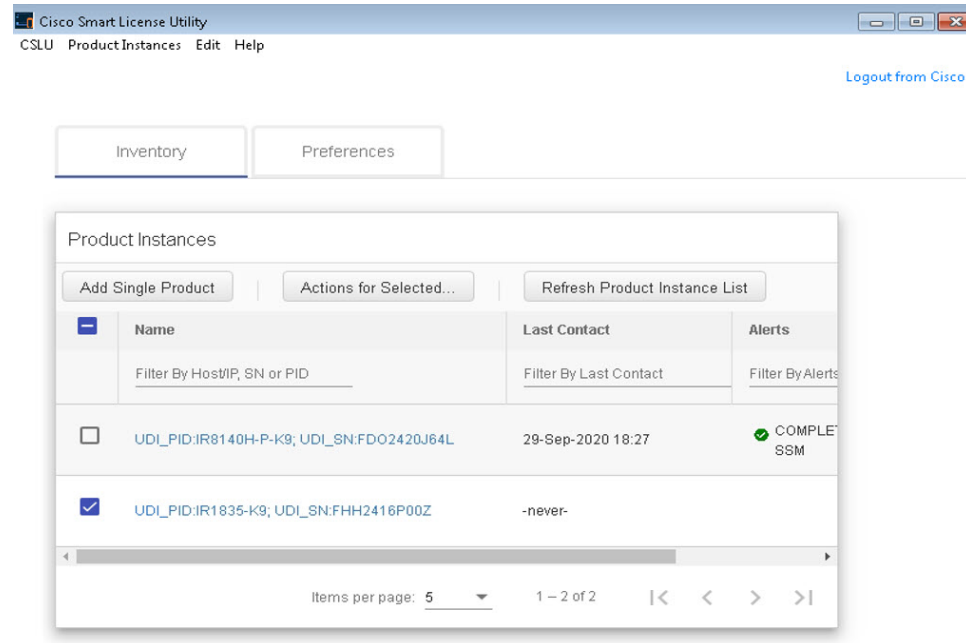 Cisco Smart License Utility
CSLU Product Instances Edit Help
Logout from Cisco
Inventory Preferences
Product Instances
Add Single Product Actions for Selected... Refresh Product Instance List
Name Last Contact Alerts
Filter By Host/IP, SN or PID Filter By Last Contact Filter By Alerts
UDI_PID:IR8140H-P-K9; UDI_SN:FDO2420J64L 29-Sep-2020 18:27 COMPLET
SSM
UDI_PID:IR1835-K9; UDI_SN:FHH2416P00Z -never-
Items per page: 5 1 – 2 of 2 |< < > >|